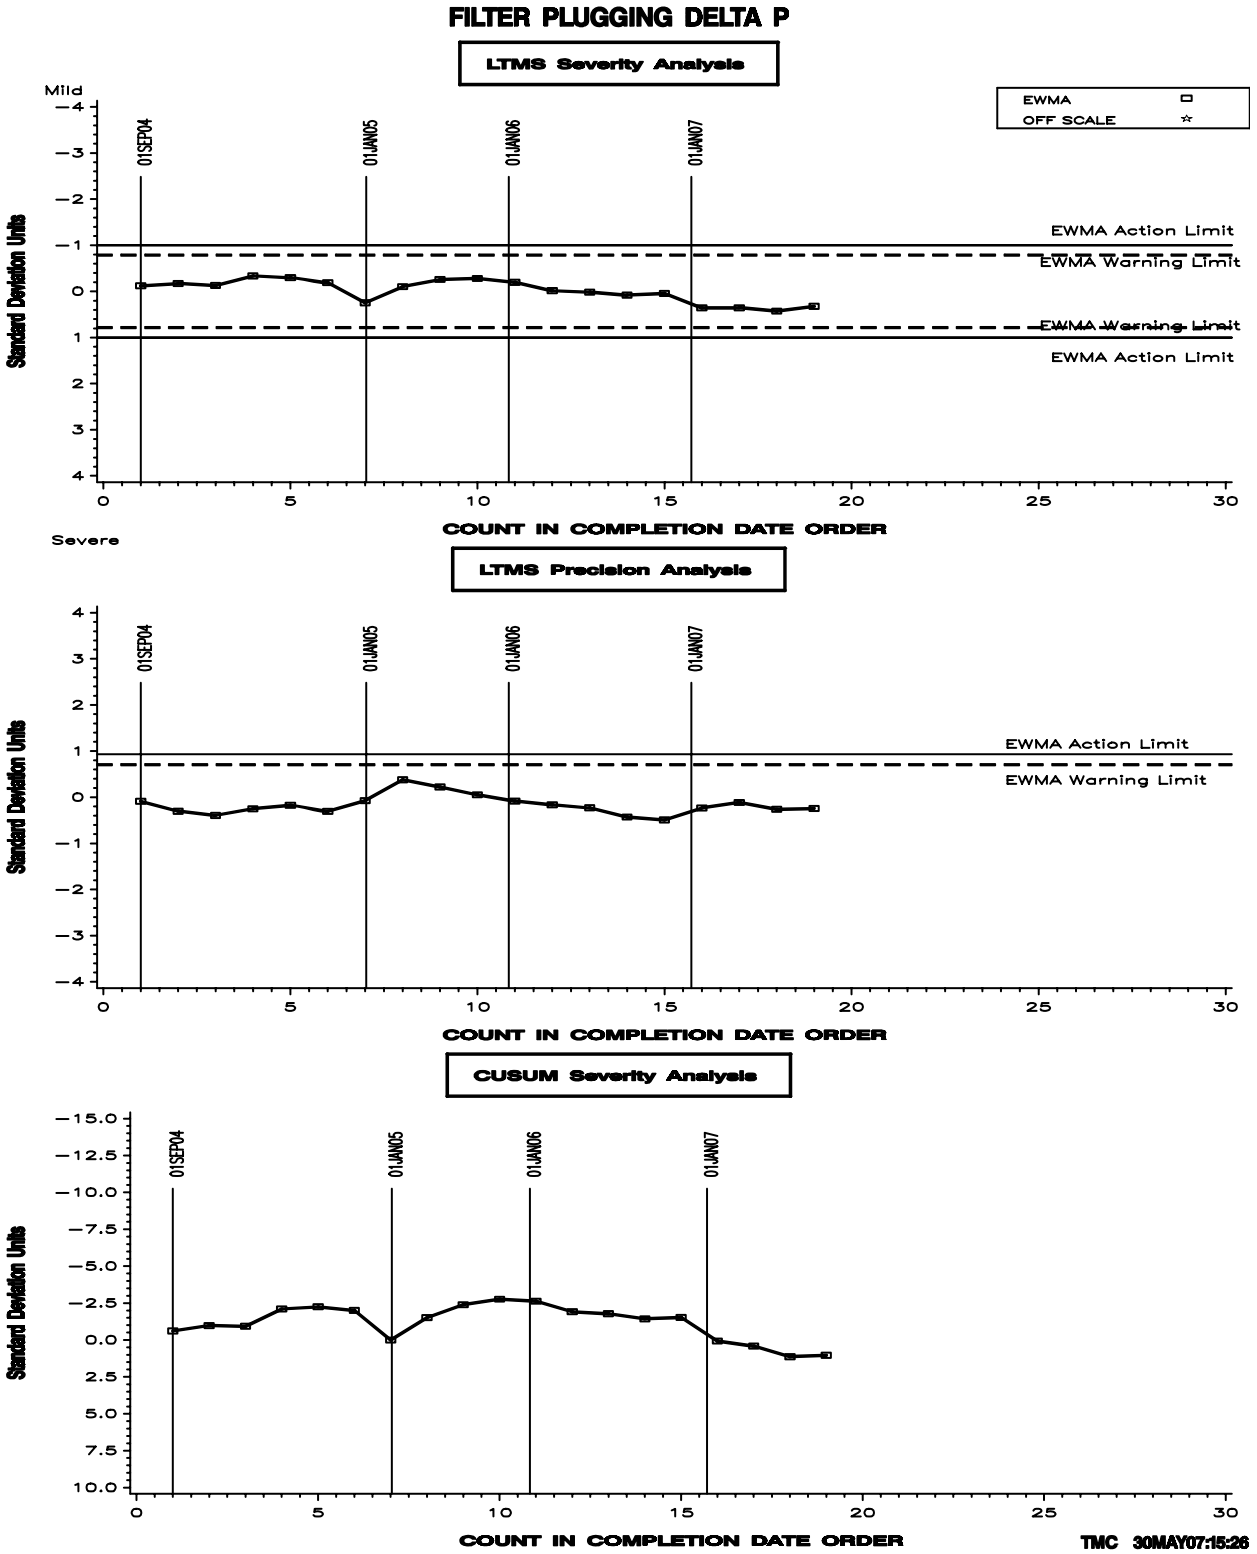 FILTER PLUGGING DELTA P
LTMS Severity Analysis
Mild
EWMA
OFF SCALE
01SEP04
01JAN05
01JAN06
01JAN07
-4
-3
-2
-1
0
1
2
3
4
Standard Deviation Units
EWMA Action Limit
EWMA Warning Limit
EWMA Warning Limit
EWMA Action Limit
0 5 10 15 20 25 30
COUNT IN COMPLETION DATE ORDER
Severe
LTMS Precision Analysis
01SEP04
01JAN05
01JAN06
01JAN07
4
3
2
1
0
-1
-2
-3
-4
Standard Deviation Units
EWMA Action Limit
EWMA Warning Limit
0 5 10 15 20 25 30
COUNT IN COMPLETION DATE ORDER
CUSUM Severity Analysis
01SEP04
01JAN05
01JAN06
01JAN07
-15.0
-12.5
-10.0
-7.5
-5.0
-2.5
0.0
2.5
5.0
7.5
10.0
Standard Deviation Units
0 5 10 15 20 25 30
COUNT IN COMPLETION DATE ORDER
TMC 30MAY07:15:26